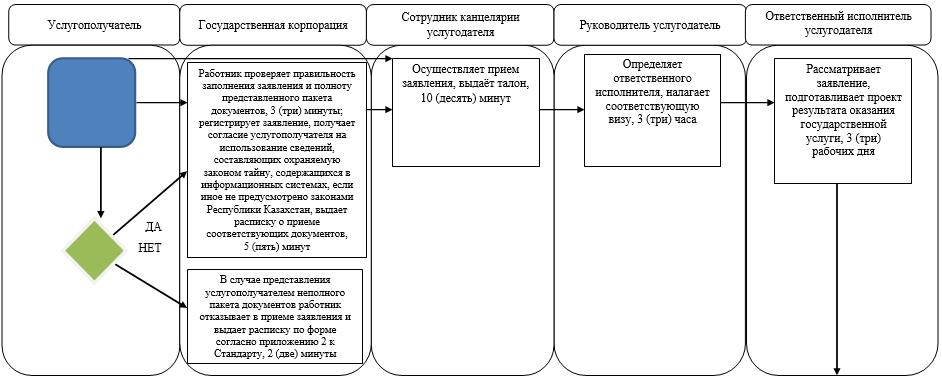 Услугополучатель
Государственная корпорация
Сотрудник канцелярии
услугодателя
Руководитель услугодателя
Ответственный исполнитель
услугодателя
Работник проверяет правильность
заполнения заявления и полноту
представленного пакета
документов, 3 (три) минуты;
регистрирует заявление, получает
согласие услугополучателя на
использование сведений,
составляющих охраняемую
законом тайну, содержащихся в
информационных системах, если
иное не предусмотрено законами
Республики Казахстан, выдает
расписку о приеме
соответствующих документов,
5 (пять) минут
Осуществляет прием
заявления, выдаёт талон,
10 (десять) минут
Определяет
ответственного
исполнителя, налагает
соответствующую
визу, 3 (три) часа
Рассматривает
заявление,
подготавливает проект
результата оказания
государственной
услуги, 3 (три)
рабочих дня
ДА
НЕТ
В случае представления
услугополучателем неполного
пакета документов работник
отказывает в приеме заявления и
выдает расписку по форме
согласно приложению 2 к
Стандарту, 2 (две) минуты